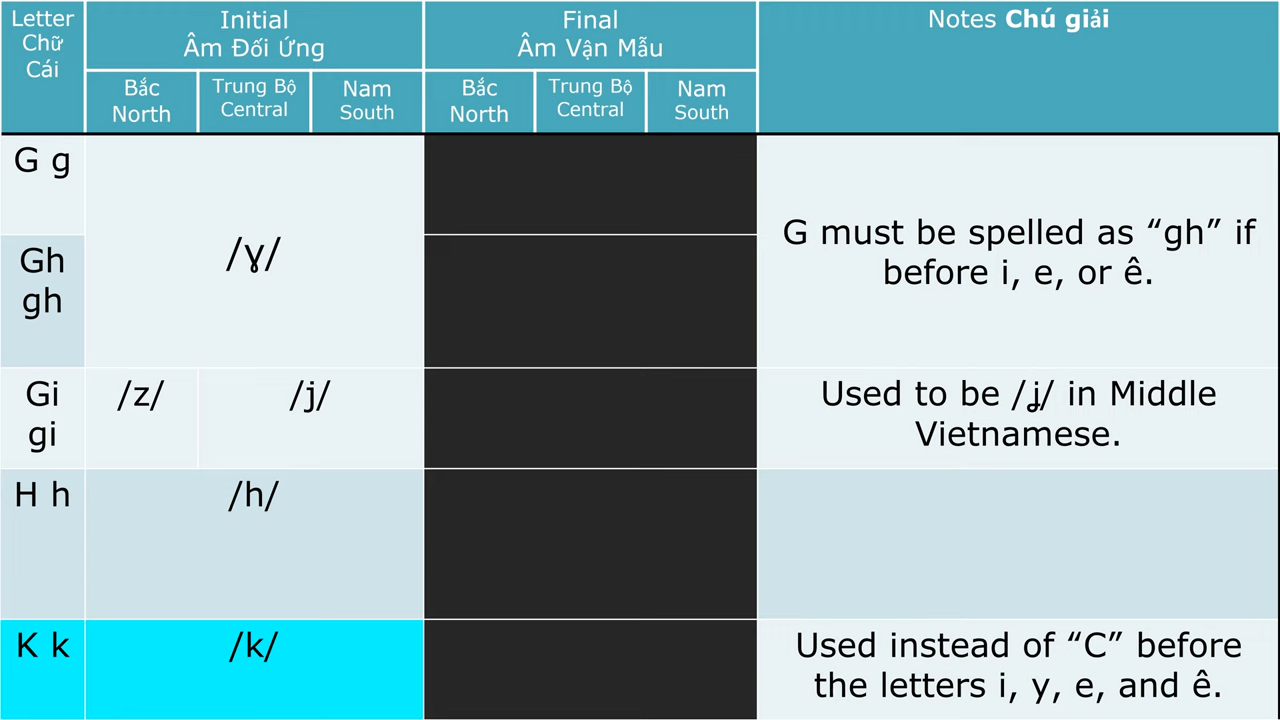 Letter
Chữ
Cái
Initial
Âm Đối Ứng
Final
Âm Vận Mẫu
Notes Chú giải
Bắc
North
Trung Bộ
Central
Nam
South
Bắc
North
Trung Bộ
Central
Nam
South
G g
/ɣ/
G must be spelled as “gh” if
before i, e, or ê.
Gh
gh
Gi
gi
/z/
/j/
Used to be /ʝ/ in Middle
Vietnamese.
H h
/h/
K k
/k/
Used instead of “C” before
the letters i, y, e, and ê.